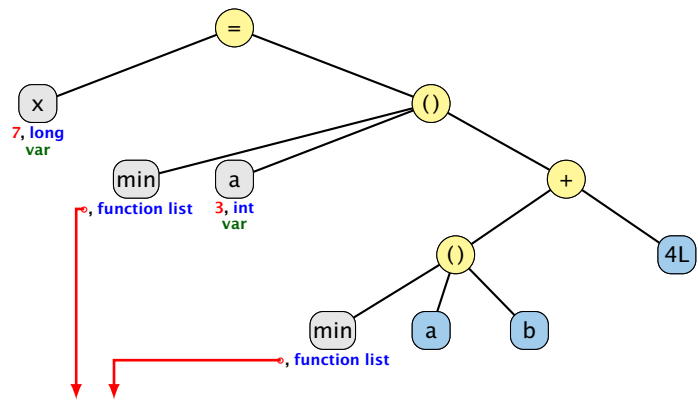 =
x
()
7, long
var
min
a
+
, function list
3, int
var
()
4L
min
a
b
, function list